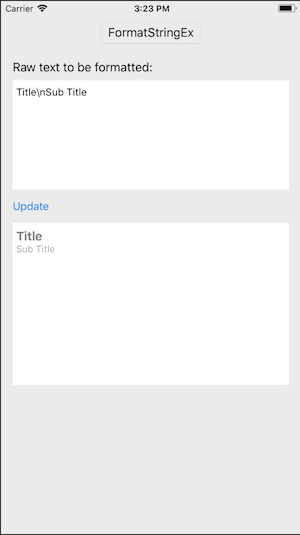 Carrier 3:23 PM
FormatStringEx
Raw text to be formatted:
Title\nSub Title
Update
Title
Sub Title